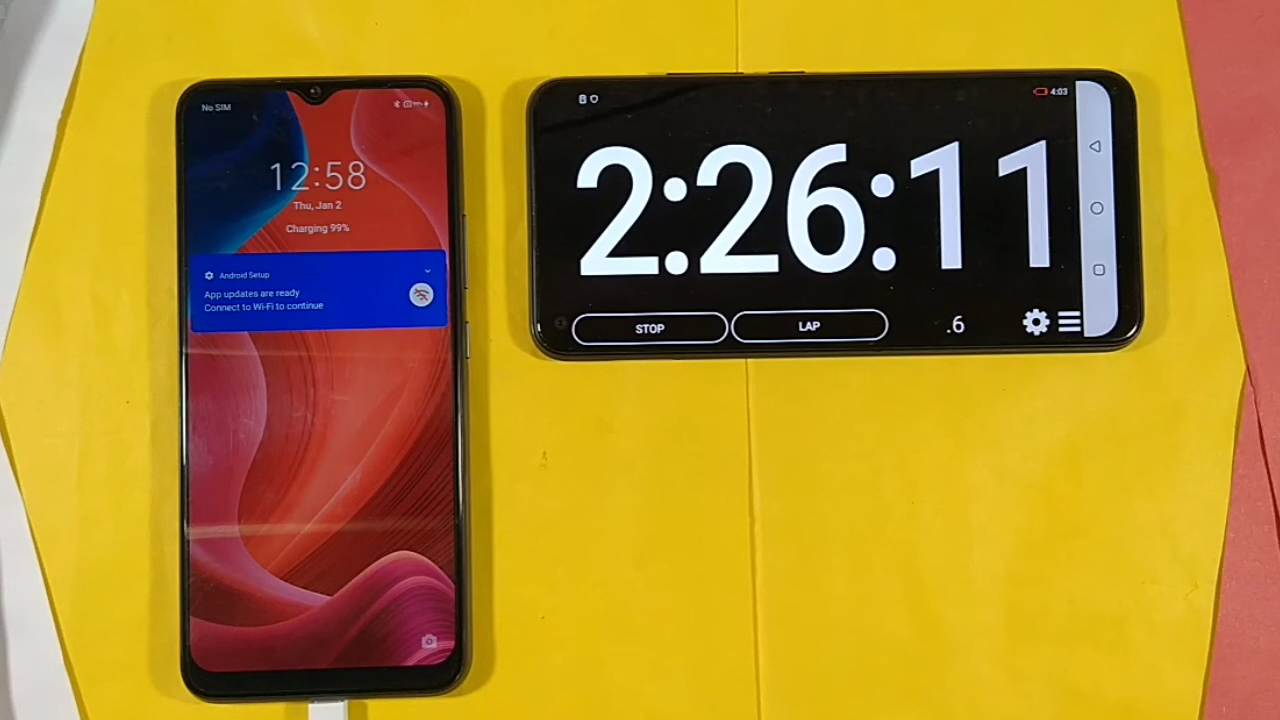 No SIM
12:58
Thu, Jan 2
Charging 99%
Android Setup
App updates are ready
Connect to Wi-Fi to continue
4:03
2:26:11
STOP
LAP
.6